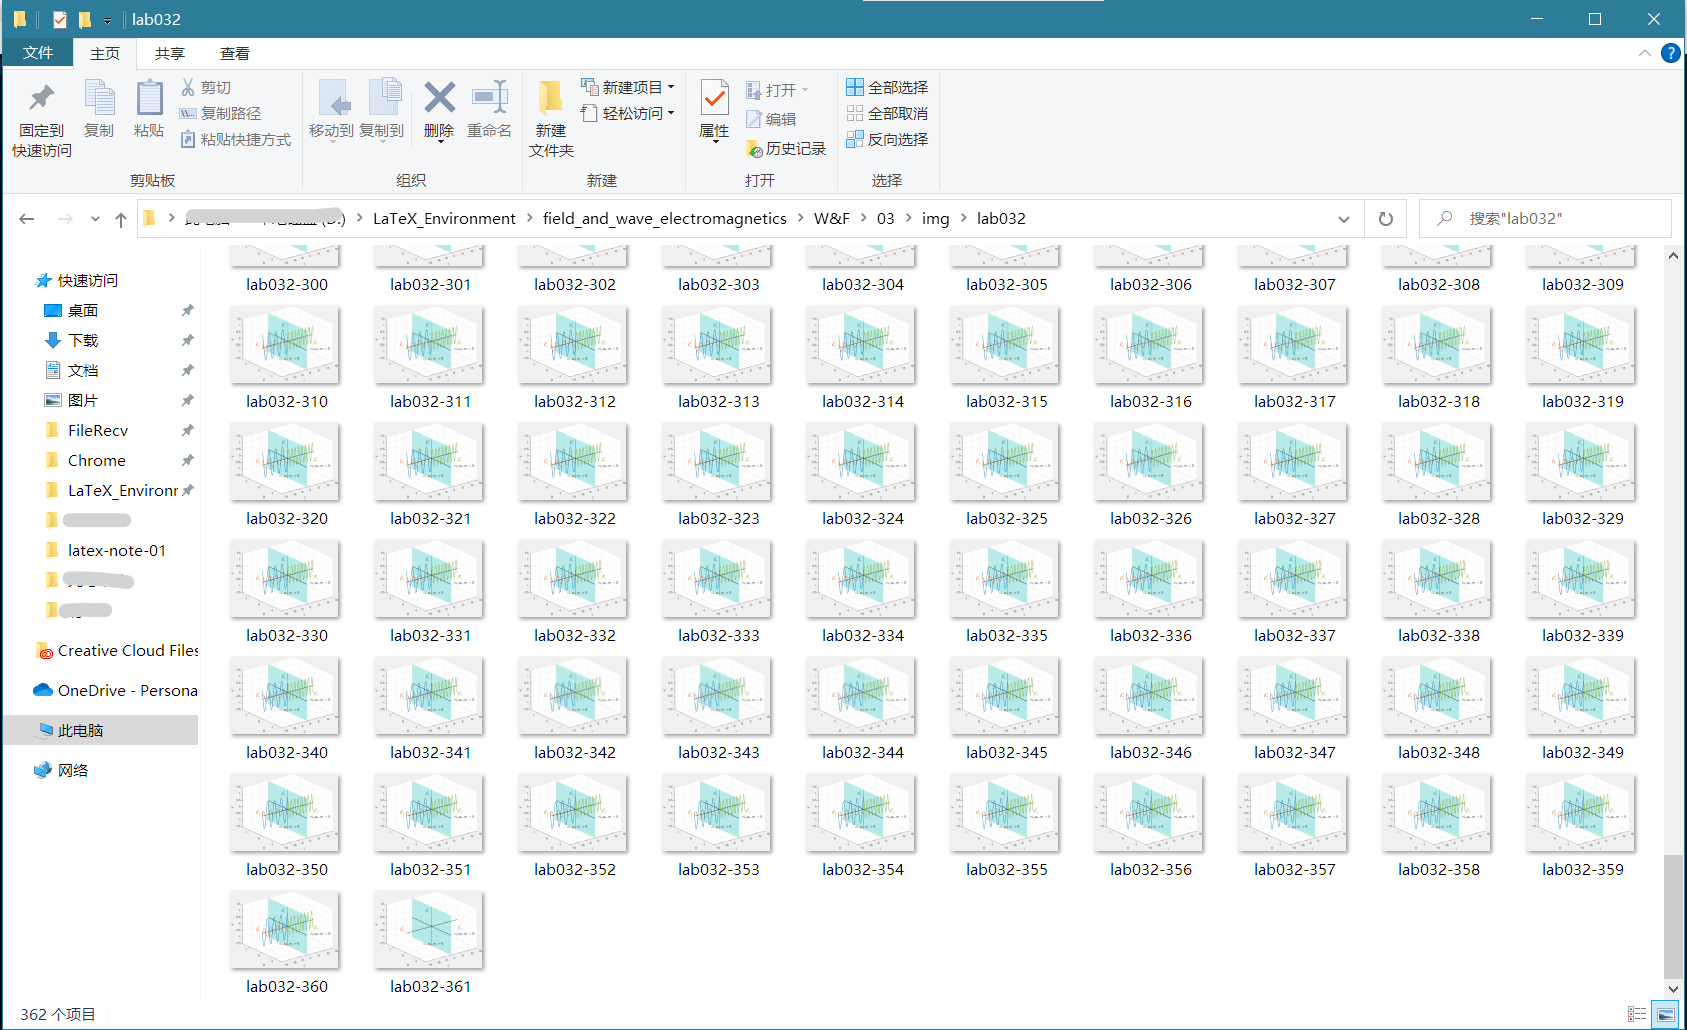 lab032
文件 主页 共享 查看
固定到
快速访问
复制
粘贴
剪切
复制路径
粘贴快捷方式
剪贴板
移动到
复制到
删除
重命名
组织
新建
文件夹
新建项目
轻松访问
新建
属性
打开
编辑
历史记录
打开
全部选择
全部取消
反向选择
选择
LaTeX_Environment field_and_wave_electromagnetics W&F 03 img lab032
搜索"lab032"
快速访问
桌面
下载
文档
图片
FileRecv
Chrome
LaTeX_Environr
latex-note-01
Creative Cloud Files
OneDrive - Persona
此电脑
网络
lab032-300 lab032-301 lab032-302 lab032-303 lab032-304 lab032-305 lab032-306 lab032-307 lab032-308 lab032-309
lab032-310 lab032-311 lab032-312 lab032-313 lab032-314 lab032-315 lab032-316 lab032-317 lab032-318 lab032-319
lab032-320 lab032-321 lab032-322 lab032-323 lab032-324 lab032-325 lab032-326 lab032-327 lab032-328 lab032-329
lab032-330 lab032-331 lab032-332 lab032-333 lab032-334 lab032-335 lab032-336 lab032-337 lab032-338 lab032-339
lab032-340 lab032-341 lab032-342 lab032-343 lab032-344 lab032-345 lab032-346 lab032-347 lab032-348 lab032-349
lab032-350 lab032-351 lab032-352 lab032-353 lab032-354 lab032-355 lab032-356 lab032-357 lab032-358 lab032-359
lab032-360 lab032-361
362 个项目